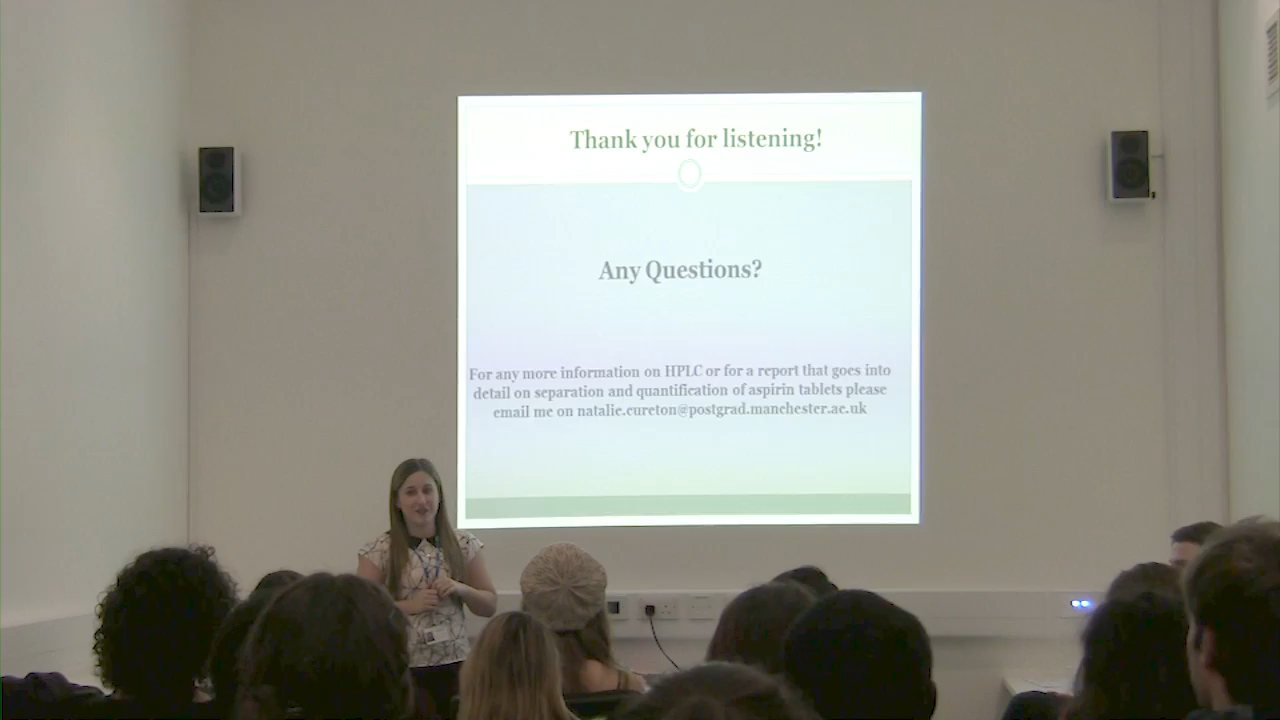 Thank you for listening!
Any Questions?
For any more information on HPLC or for a report that goes into
detail on separation and quantification of aspirin tablets please
email me on natalie.cureton@postgrad.manchester.ac.uk